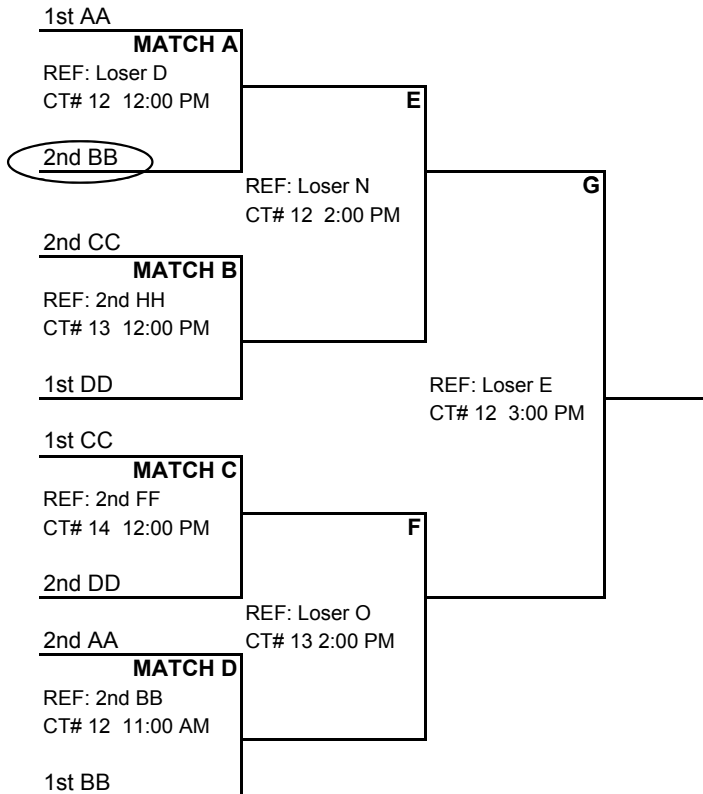 1st AA
MATCH A
REF: Loser D
CT# 12 12:00 PM
E
2nd BB
REF: Loser N
CT# 12 2:00 PM
G
2nd CC
MATCH B
REF: 2nd HH
CT# 13 12:00 PM
1st DD
REF: Loser E
CT# 12 3:00 PM
1st CC
MATCH C
REF: 2nd FF
CT# 14 12:00 PM
F
2nd DD
REF: Loser O
CT# 13 2:00 PM
2nd AA
MATCH D
REF: 2nd BB
CT# 12 11:00 AM
1st BB